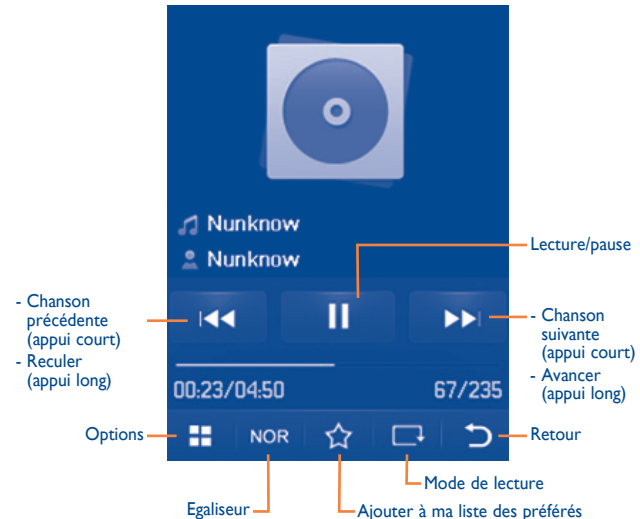 Nunknow
Nunknow
Lecture/pause
- Chanson
précédente
(appui court)
- Reculer
(appui long)
- Chanson
suivante
(appui court)
- Avancer
(appui long)
00:23/04:50
67/235
Options
NOR
Retour
Mode de lecture
Egaliseur
Ajouter à ma liste des préférés